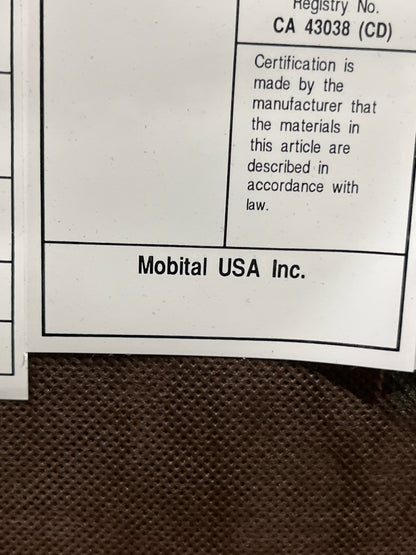 Registry No.
CA 43038 (CD)
Certification is
made by the
manufacturer that
the materials in
this article are
described in
accordance with
law.
Mobital USA Inc.